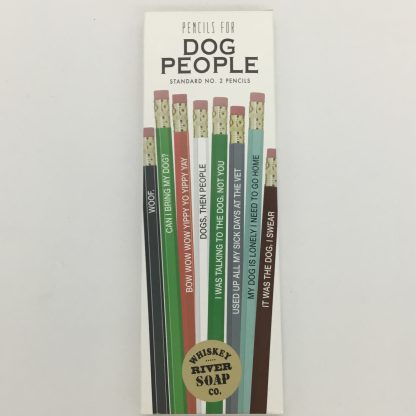 PENCILS FOR
DOG
PEOPLE
STANDARD NO. 2 PENCILS
WOOF.
CAN I BRING MY DOG?
BOW WOW WOW YIPPY YO YIPPY YAY
DOGS, THEN PEOPLE
I WAS TALKING TO THE DOG, NOT YOU
USED UP ALL MY SICK DAYS AT THE VET
MY DOG IS LONELY I NEED TO GO HOME
IT WAS THE DOG, I SWEAR
WHISKEY
RIVER
SOAP
CO.